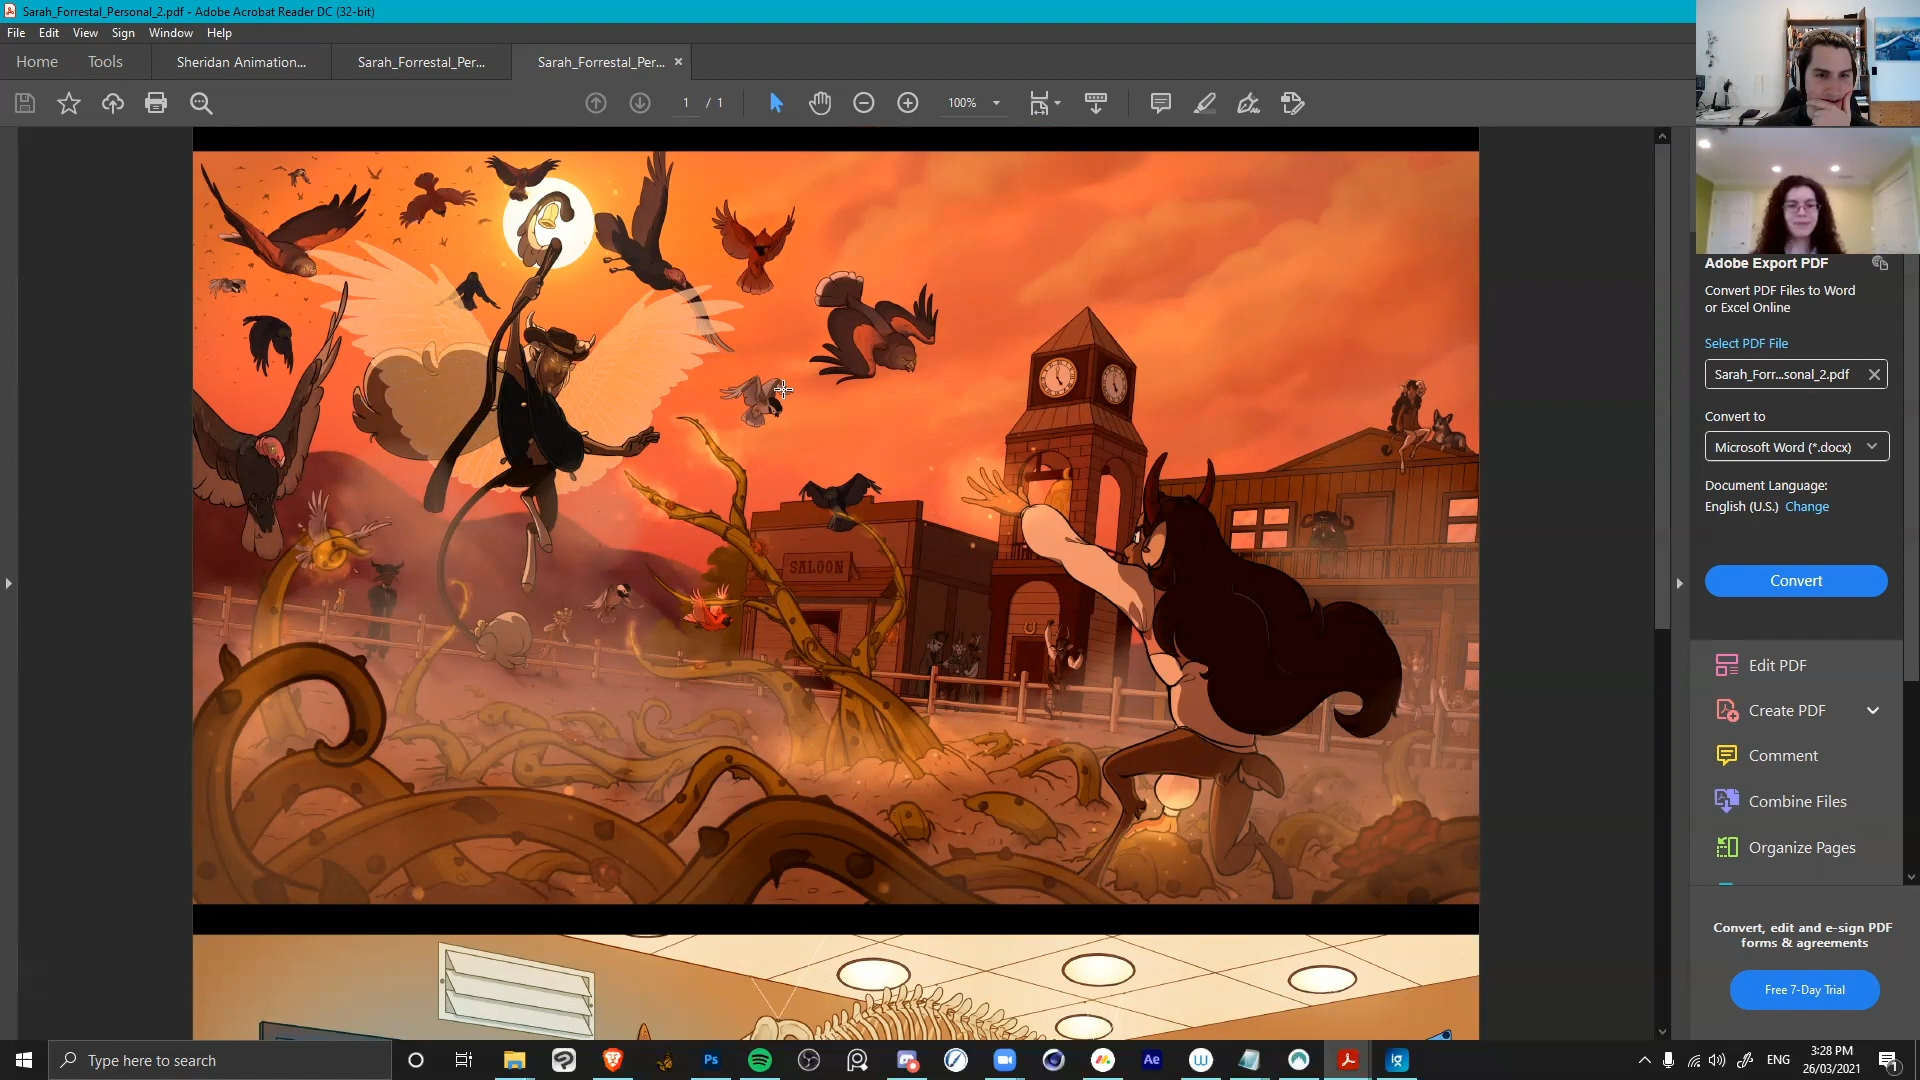 Sarah_Forrestal_Personal_2.pdf - Adobe Acrobat Reader DC (32-bit)
File Edit View Sign Window Help
Home Tools Sheridan Animation... Sarah_Forrestal_Per... Sarah_Forrestal_Per...
1 / 1 100%
SALOON
Adobe Export PDF
Convert PDF Files to Word
or Excel Online
Select PDF File
Sarah_Forr...sonal_2.pdf
Convert to
Microsoft Word (*.docx)
Document Language:
English (U.S.) Change
Convert
Edit PDF
Create PDF
Comment
Combine Files
Organize Pages
Convert, edit and e-sign PDF
forms & agreements
Free 7-Day Trial
Type here to search
Ps
Ae
ENG
3:28 PM
26/03/2021
1